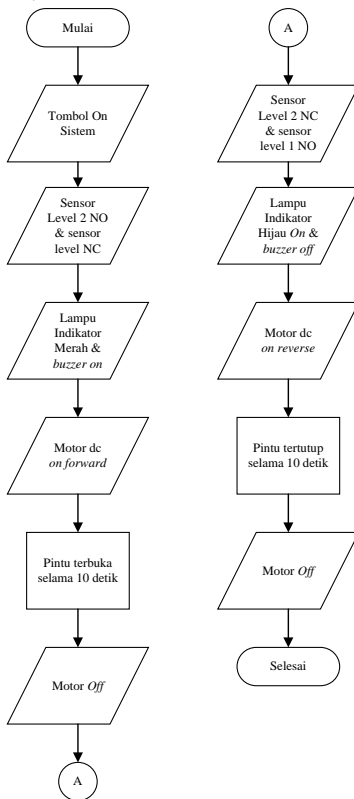 Mulai
Tombol On
Sistem
Sensor
Level 2 NO
& sensor
level NC
Lampu
Indikator
Merah &
buzzer on
Motor dc
on forward
Pintu terbuka
selama 10 detik
Motor Off
A
A
Sensor
Level 2 NC
& sensor
level 1 NO
Lampu
Indikator
Hijau On &
buzzer off
Motor dc
on reverse
Pintu tertutup
selama 10 detik
Motor Off
Selesai